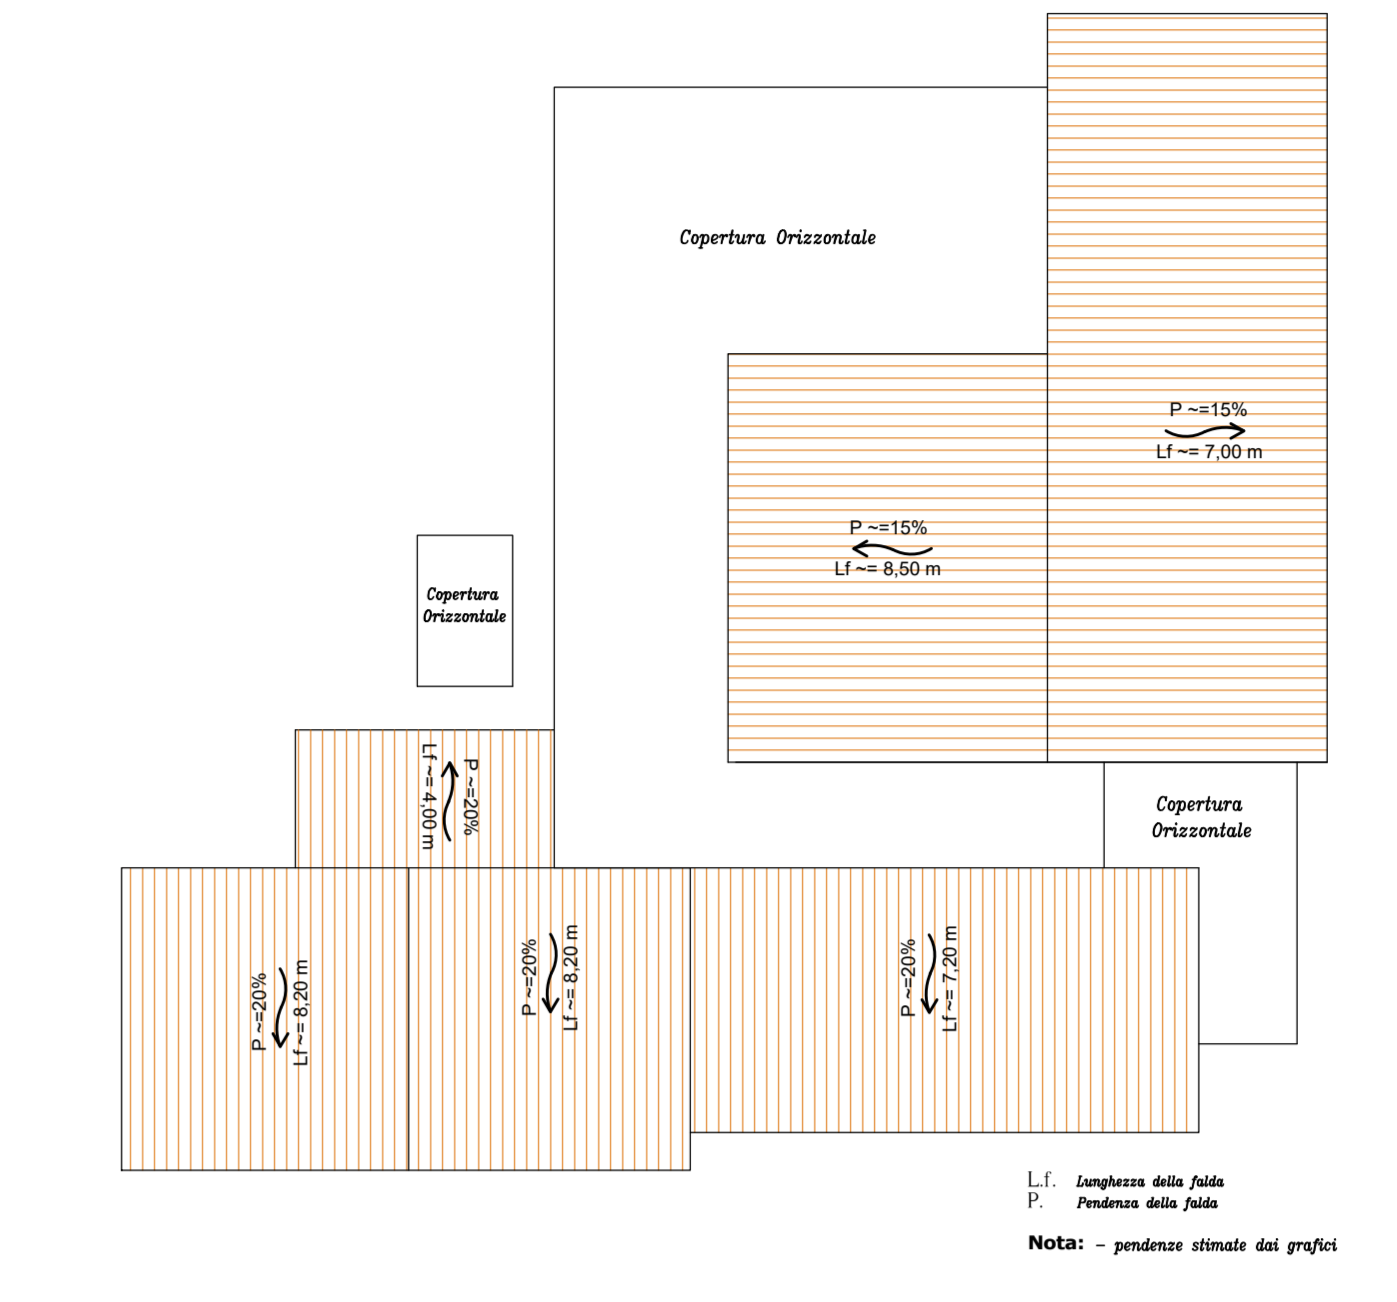 Copertura Orizzontale
P ~=15%
Lf ~= 7,00 m
P ~=15%
Lf ~= 8,50 m
Copertura
Orizzontale
P ~=20%
Lf ~= 4,00 m
Copertura
Orizzontale
P ~=20%
Lf ~= 8,20 m
P ~=20%
Lf ~= 8,20 m
P ~=20%
Lf ~= 7,20 m
L.f. Lunghezza della falda
P. Pendenza della falda
Nota: – pendenze stimate dai grafici